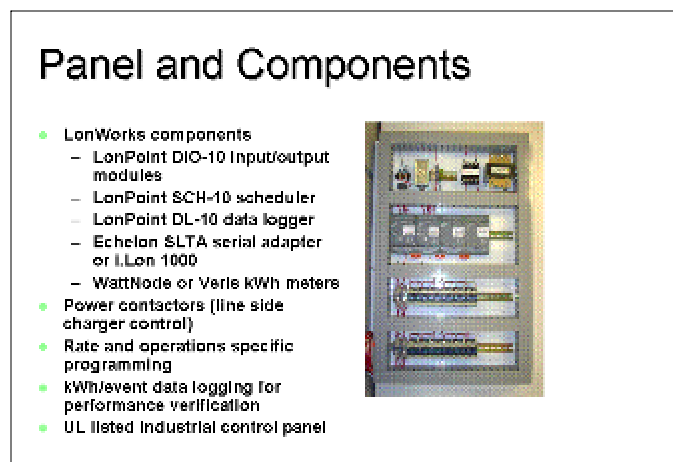 Panel and Components
LonWorks components
– LonPoint DIO-10 input/output
modules
– LonPoint SCH-10 scheduler
– LonPoint DL-10 data logger
– Echelon SLTA serial adapter
or i.Lon 1000
– WattNode or Veris kWh meters
Power contactors (line side
charger control)
Rate and operations specific
programming
kWh/event data logging for
performance verification
UL listed industrial control panel